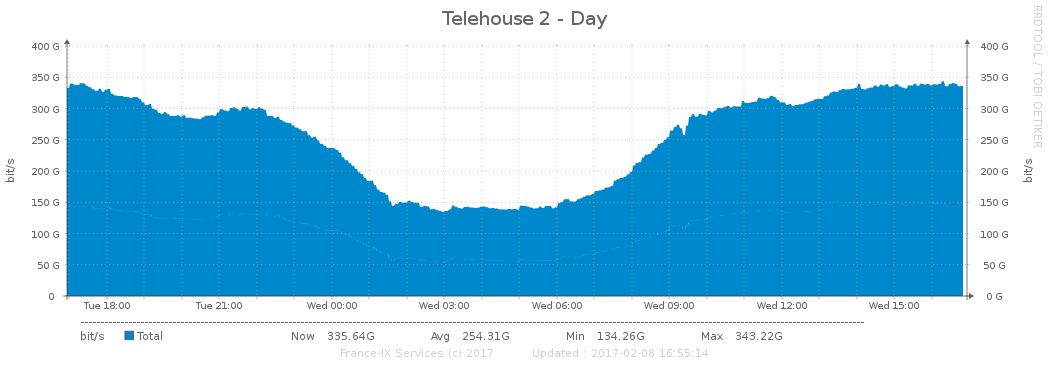 Telehouse 2 - Day
RRDTOOL / TOBI OETIKER
400 G 400 G
350 G 350 G
300 G 300 G
250 G 250 G
200 G 200 G
150 G 150 G
100 G 100 G
50 G 50 G
0 0 G
bit/s bit/s
Tue 18:00 Tue 21:00 Wed 00:00 Wed 03:00 Wed 06:00 Wed 09:00 Wed 12:00 Wed 15:00
bit/s Total Now 335.64G Avg 254.31G Min 134.26G Max 343.22G
France-IX Services (c) 2017 Updated : 2017-02-08 16:55:14